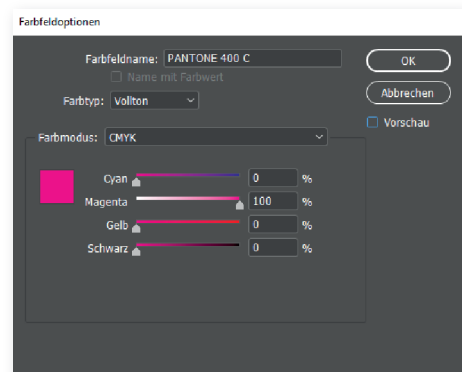 Farbfeldoptionen
Farbfeldname: PANTONE 400 C
Name mit Farbwert
Farbtyp: Vollton
OK
Abbrechen
Vorschau
Farbmodus: CMYK
Cyan 0 %
Magenta 100 %
Gelb 0 %
Schwarz 0 %